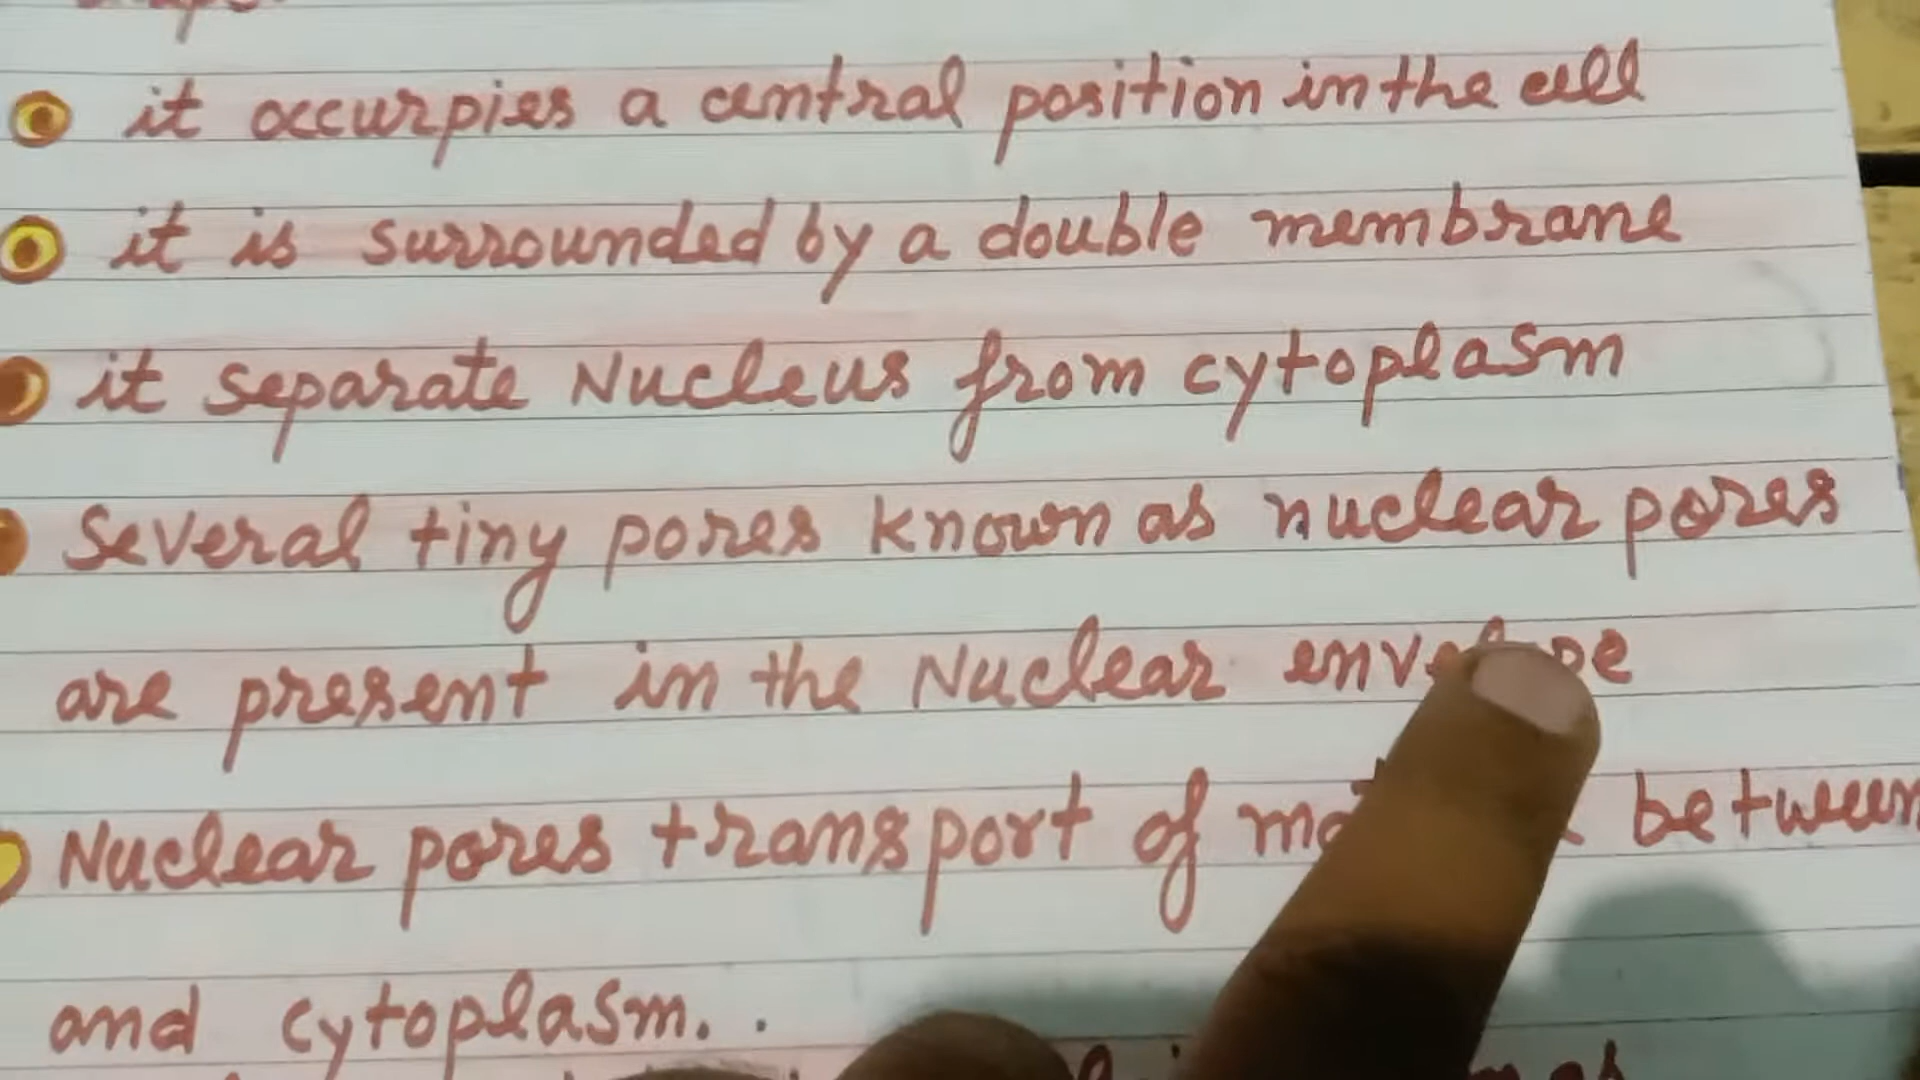 it occurpies a central position in the cell
it is surrounded by a double membrane
it separate Nucleus from cytoplasm
Several tiny pores known as nuclear pores
are present in the Nuclear
Nuclear pores transport of between
and cytoplasm. .